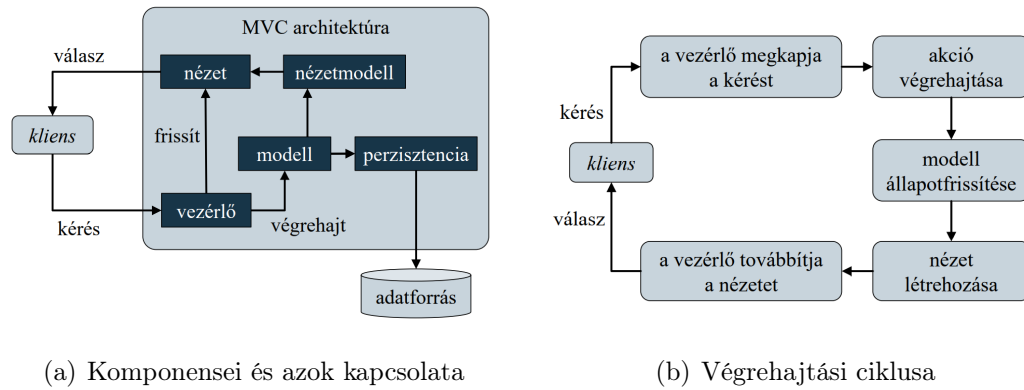 MVC architektúra
válasz
nézet
nézetmodell
kliens
frissít
modell
perzisztencia
vezérlő
kérés
végrehajt
adatforrás
(a) Komponensei és azok kapcsolata
a vezérlő megkapja
a kérést
akció
végrehajtása
kérés
kliens
modell
állapotfrissítése
válasz
a vezérlő továbbítja
a nézetet
nézet
létrehozása
(b) Végrehajtási ciklusa